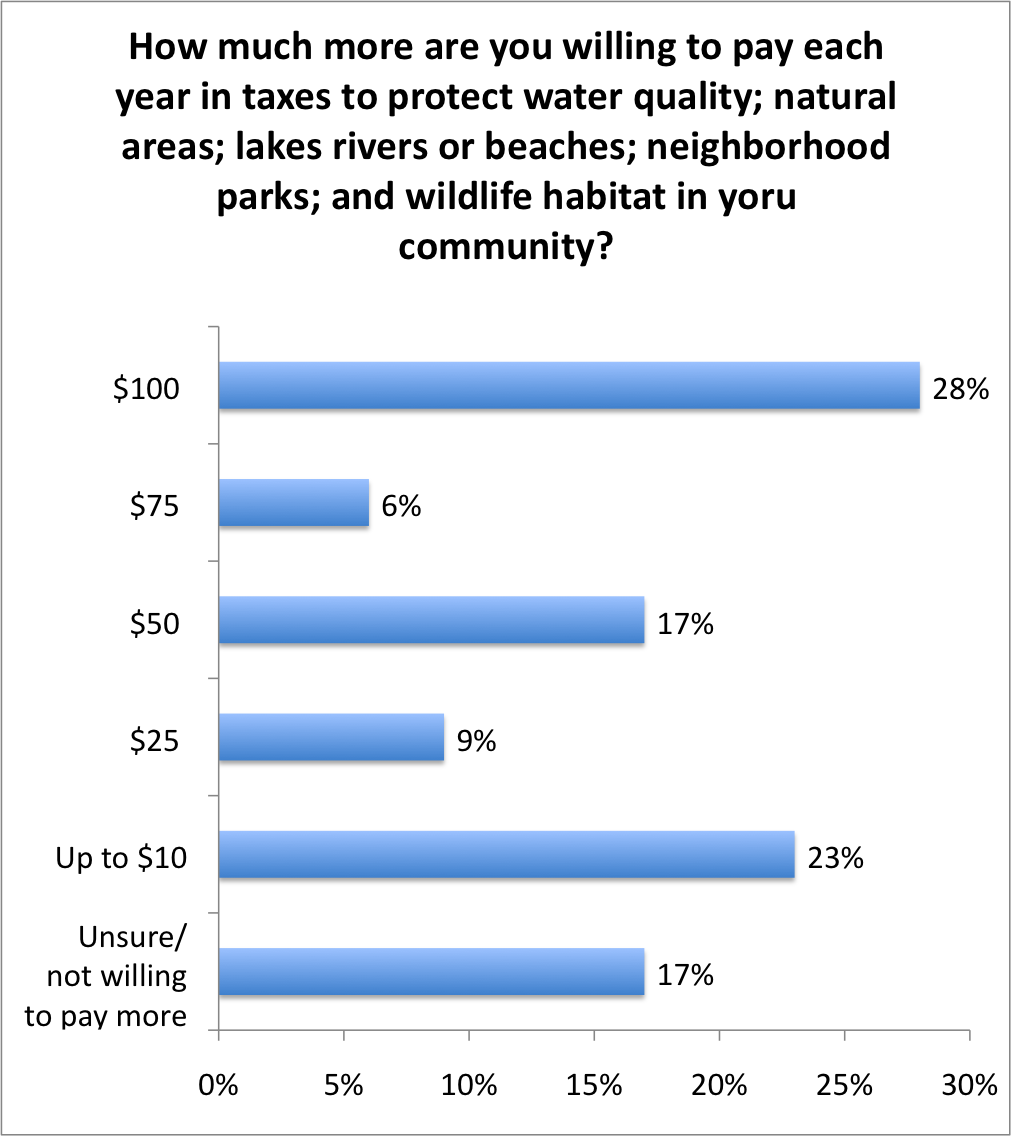 How much more are you willing to pay each
year in taxes to protect water quality; natural
areas; lakes rivers or beaches; neighborhood
parks; and wildlife habitat in yoru
community?
$100
28%
$75
6%
$50
17%
$25
9%
Up to $10
23%
Unsure/
not willing
to pay more
17%
0% 5% 10% 15% 20% 25% 30%